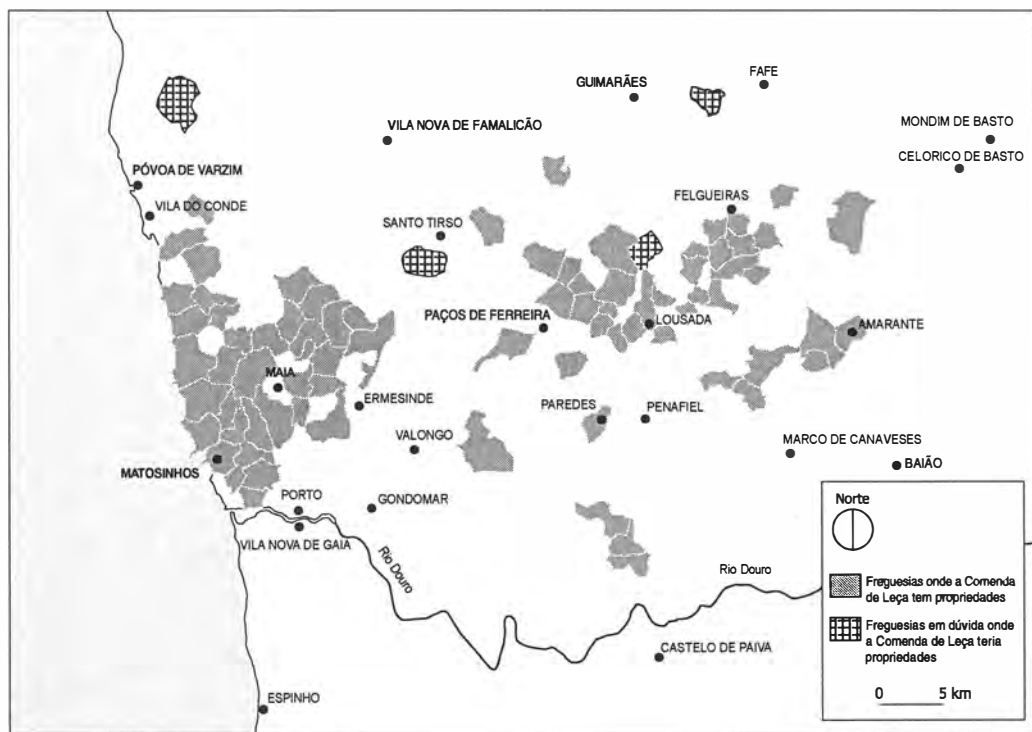 FAFE
GUIMARÃES
MONDIM DE BASTO
VILA NOVA DE FAMALICÃO
CELORICO DE BASTO
PÓVOA DE VARZIM
FELGUEIRAS
VILA DO CONDE
SANTO TIRSO
PAÇOS DE FERREIRA
LOUSADA
AMARANTE
MAIA
ERMESINDE
PAREDES
PENAFIEL
VALONGO
MARCO DE CANAVESES
MATOSINHOS
BAIÃO
PORTO
GONDOMAR
VILA NOVA DE GAIA
Rio Douro
Rio Douro
CASTELO DE PAIVA
ESPINHO
Norte
Freguesias onde a Comenda
de Leça tem propriedades
Freguesias em dúvida onde
a Comenda de Leça teria
propriedades
0 5 km